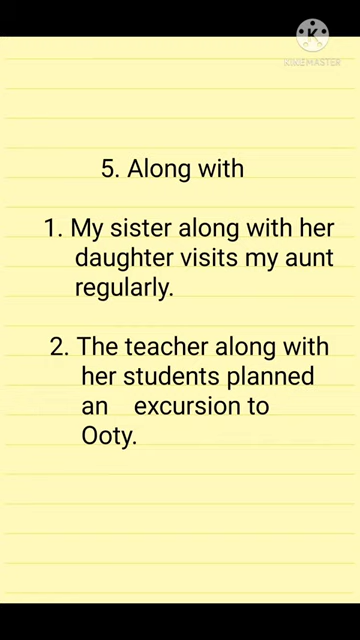 K
KINEMASTER
5. Along with
1. My sister along with her
daughter visits my aunt
regularly.
2. The teacher along with
her students planned
an excursion to
Ooty.